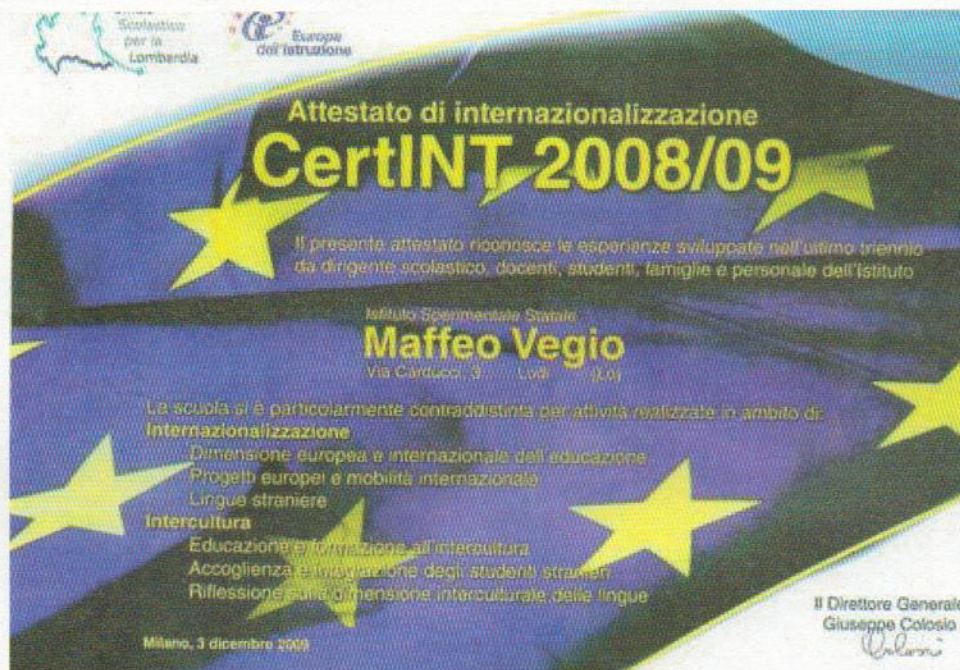 Scolastico
per la
Lombardia
Europa
dell'istruzione
Attestato di internazionalizzazione
CertINT 2008/09
Il presente attestato riconosce le esperienze sviluppate nell'ultimo triennio
da dirigente scolastico, docenti, studenti, famiglie e personale dell'Istituto
Istituto Sperimentale Statale
Maffeo Vegio
Via Carducci, 3 Lodi (Lo)
La scuola si è particolarmente contraddistinta per attività realizzate in ambito di:
Internazionalizzazione
Dimensione europea e internazionale dell'educazione
Progetti europei e mobilità internazionale
Lingue straniere
Intercultura
Educazione e formazione all'intercultura
Accoglienza e integrazione degli studenti stranieri
Riflessione sulla dimensione interculturale delle lingue
Milano, 3 dicembre 2009
Il Direttore Generale
Giuseppe Colosio